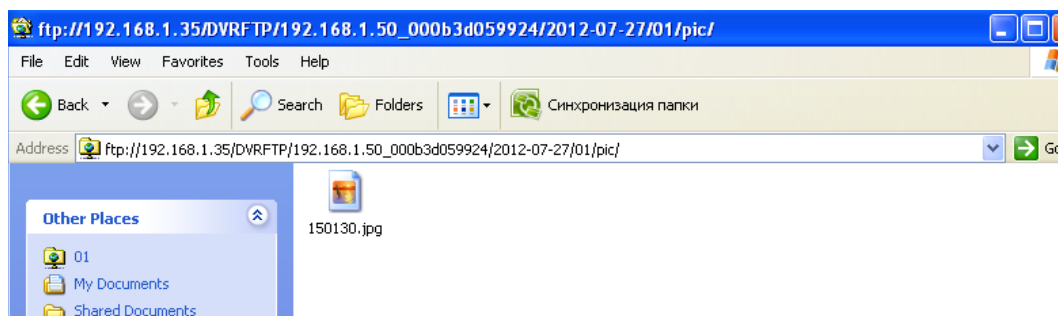 ftp://192.168.1.35/DVRFTP/192.168.1.50_000b3d059924/2012-07-27/01/pic/
File Edit View Favorites Tools Help
Back Search Folders Синхронизация папки
Address ftp://192.168.1.35/DVRFTP/192.168.1.50_000b3d059924/2012-07-27/01/pic/ Go
Other Places
150130.jpg
01
My Documents
Shared Documents